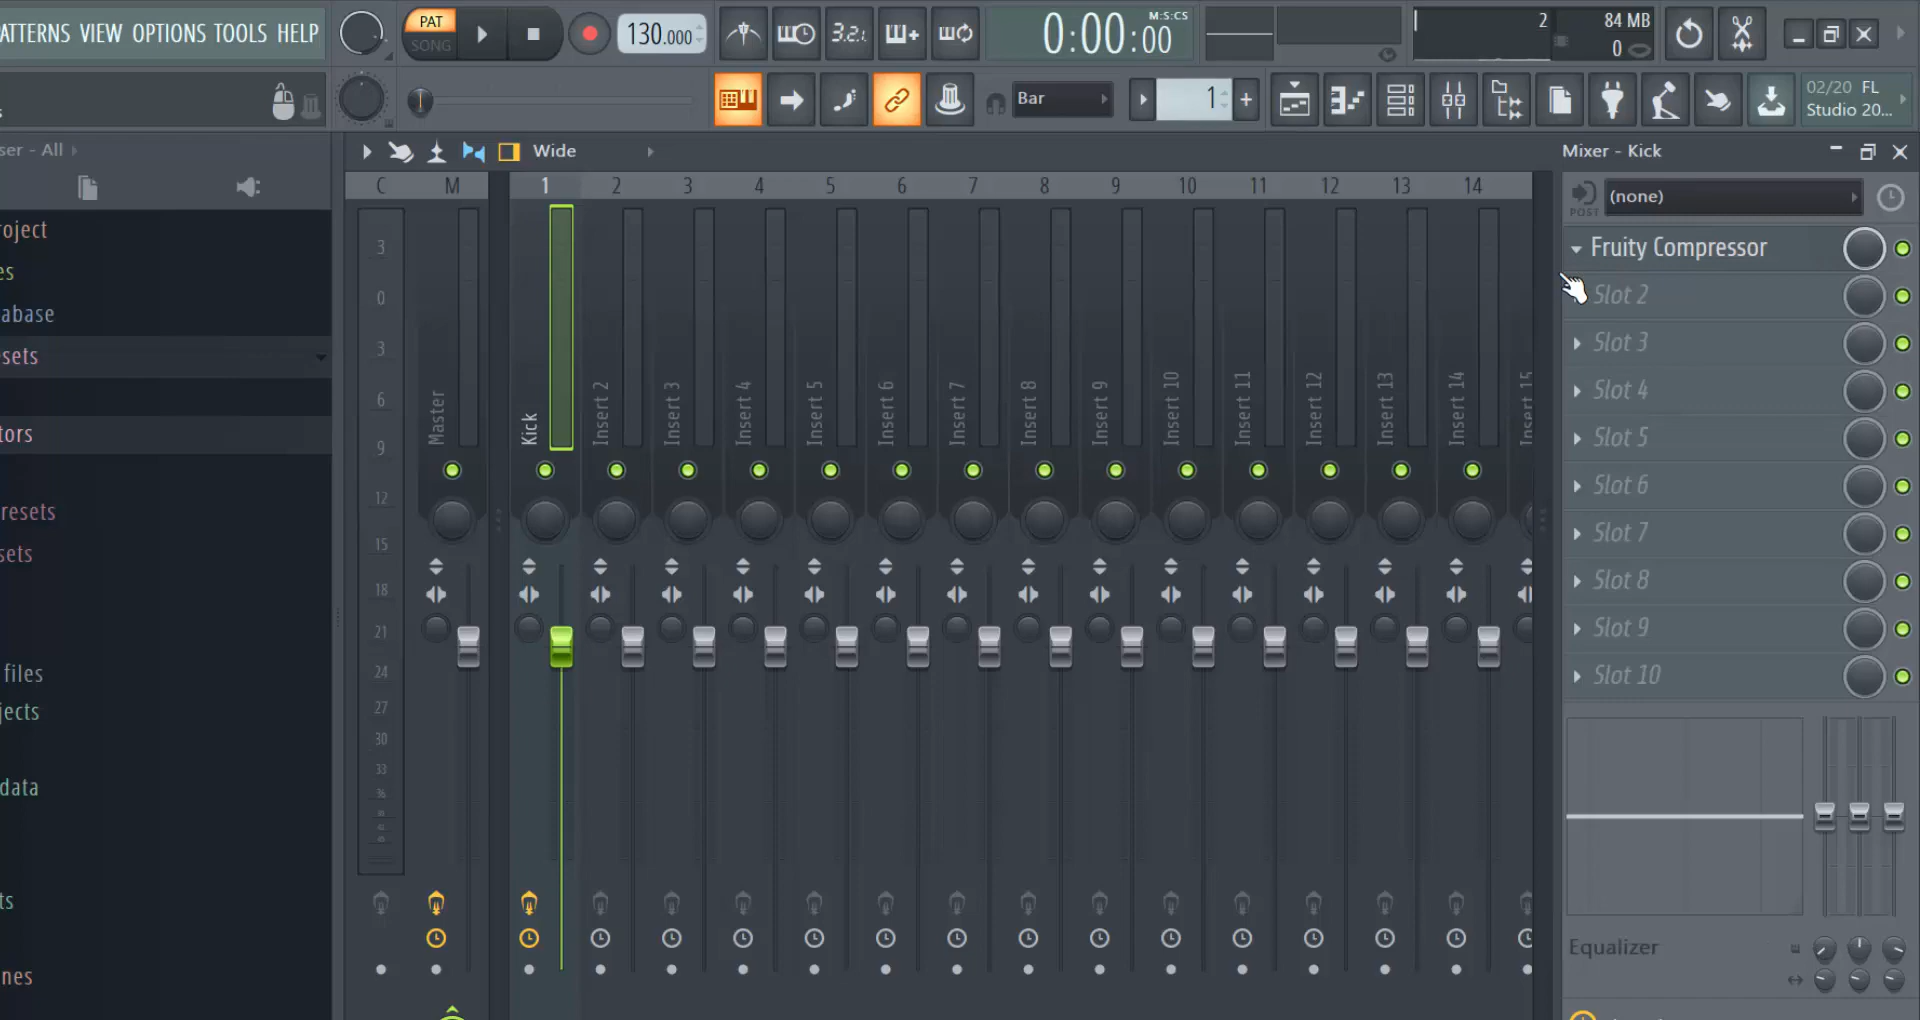 ATTERNS VIEW OPTIONS TOOLS HELP
PAT
SONG
130.000
3.2.
M:S:CS
0:00:00
2
84 MB
0
s
Bar
1
02/20 FL
Studio 20...
ser - All
Wide
Mixer - Kick
C M 1 2 3 4 5 6 7 8 9 10 11 12 13 14
POST
(none)
Fruity Compressor
Slot 2
Slot 3
Slot 4
Slot 5
Slot 6
Slot 7
Slot 8
Slot 9
Slot 10
Equalizer
roject
es
abase
sets
tors
resets
sets
files
jects
data
ts
nes
3
0
3
6
9
12
15
18
21
24
27
30
33
36
Master
Kick
Insert 2
Insert 3
Insert 4
Insert 5
Insert 6
Insert 7
Insert 8
Insert 9
Insert 10
Insert 11
Insert 12
Insert 13
Insert 14
Insert 15